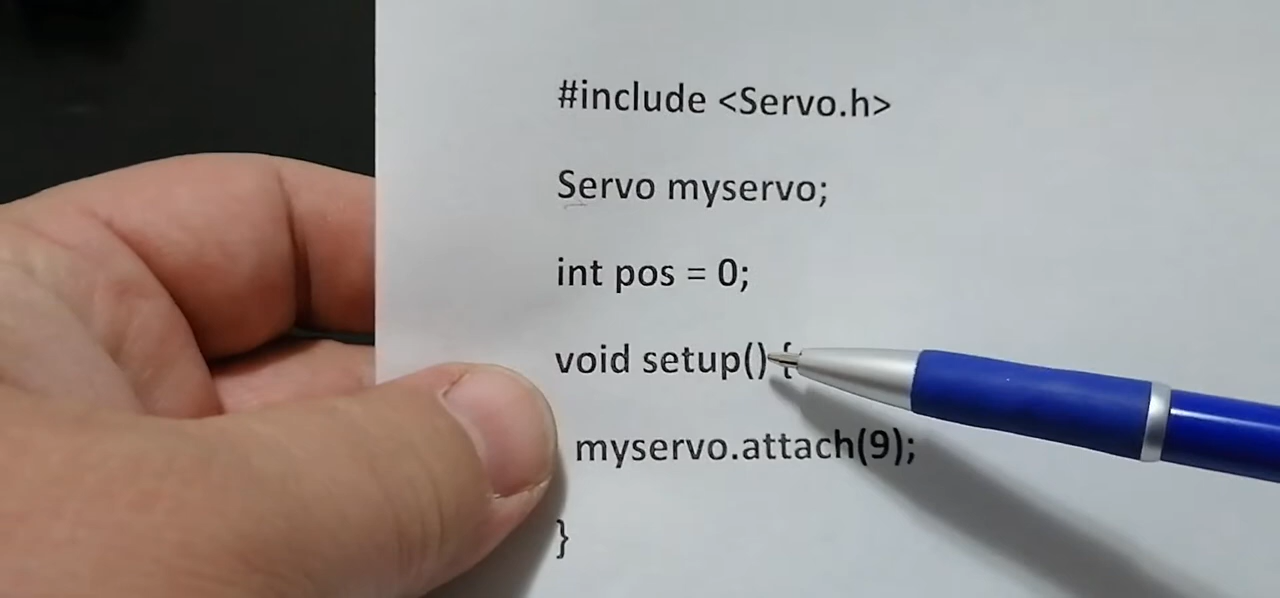 #include <Servo.h>
Servo myservo;
int pos = 0;
void setup() {
myservo.attach(9);
}